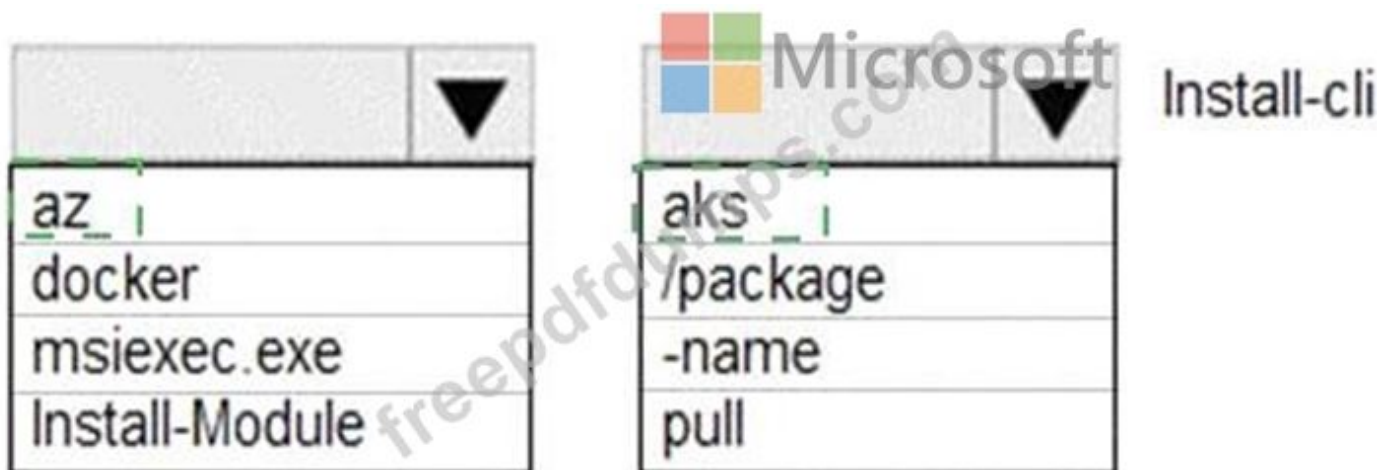 Microsoft
Install-cli
az
docker
msiexec.exe
Install-Module
aks
/package
-name
pull
freepdfdumps.com